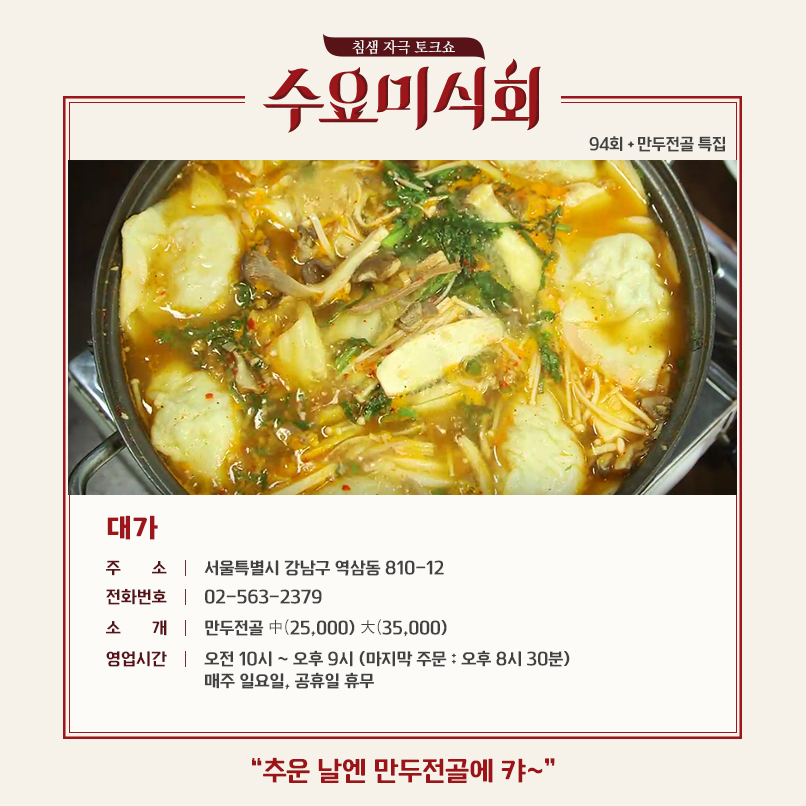 침샘 자극 토크쇼
수요미식회
94회 + 만두전골 특집
대가
주 소 | 서울특별시 강남구 역삼동 810-12
전화번호 | 02-563-2379
소 개 | 만두전골 中(25,000) 大(35,000)
영업시간 | 오전 10시 ~ 오후 9시 (마지막 주문 : 오후 8시 30분)
매주 일요일, 공휴일 휴무
“추운 날엔 만두전골에 캬~”